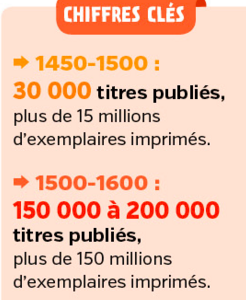 CHIFFRES CLÉS
➡ 1450-1500 :
30 000 titres publiés,
plus de 15 millions
d’exemplaires imprimés.
➡ 1500-1600 :
150 000 à 200 000
titres publiés,
plus de 150 millions
d’exemplaires imprimés.